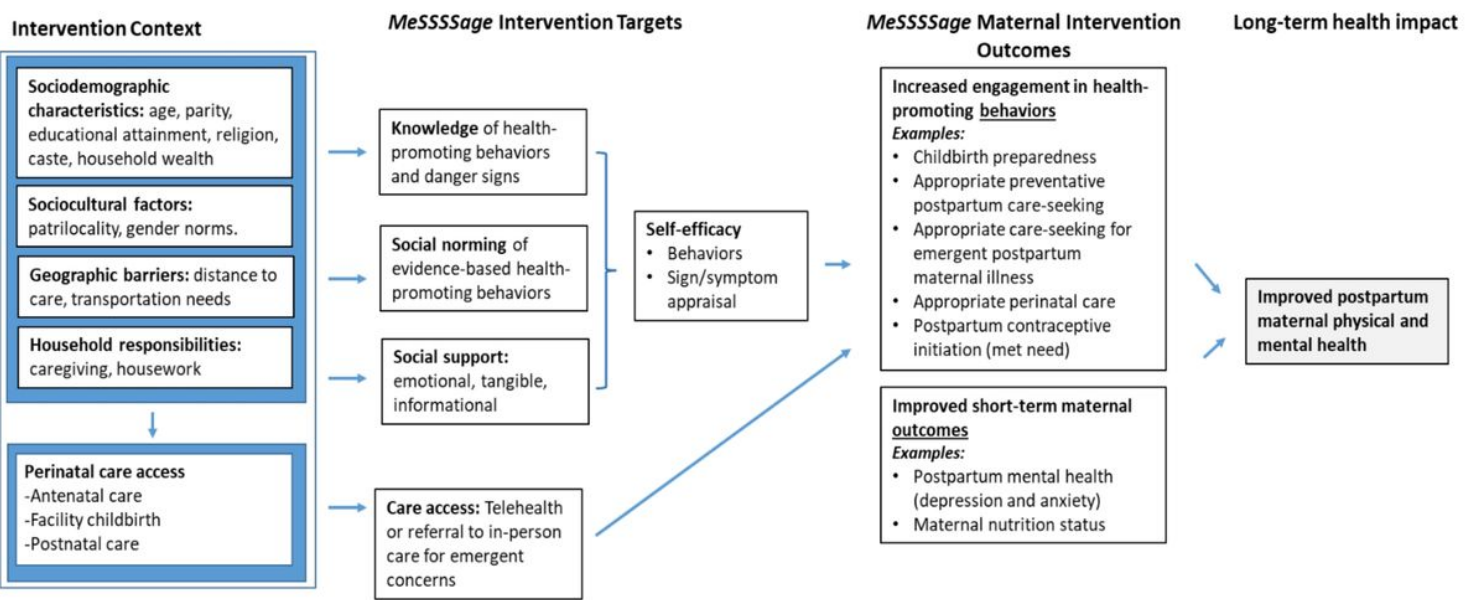 Intervention Context
Sociodemographic
characteristics: age, parity,
educational attainment, religion,
caste, household wealth
Sociocultural factors:
patrilocality, gender norms.
Geographic barriers: distance to
care, transportation needs
Household responsibilities:
caregiving, housework
Perinatal care access
-Antenatal care
-Facility childbirth
-Postnatal care
MeSSSSage Intervention Targets
Knowledge of health-
promoting behaviors
and danger signs
Social norming of
evidence-based health-
promoting behaviors
Social support:
emotional, tangible,
informational
Care access: Telehealth
or referral to in-person
care for emergent
concerns
Self-efficacy
• Behaviors
• Sign/symptom
appraisal
MeSSSSage Maternal Intervention
Outcomes
Increased engagement in health-
promoting behaviors
Examples:
• Childbirth preparedness
• Appropriate preventative
postpartum care-seeking
• Appropriate care-seeking for
emergent postpartum
maternal illness
• Appropriate perinatal care
• Postpartum contraceptive
initiation (met need)
Improved short-term maternal
outcomes
Examples:
• Postpartum mental health
(depression and anxiety)
• Maternal nutrition status
Long-term health impact
Improved postpartum
maternal physical and
mental health